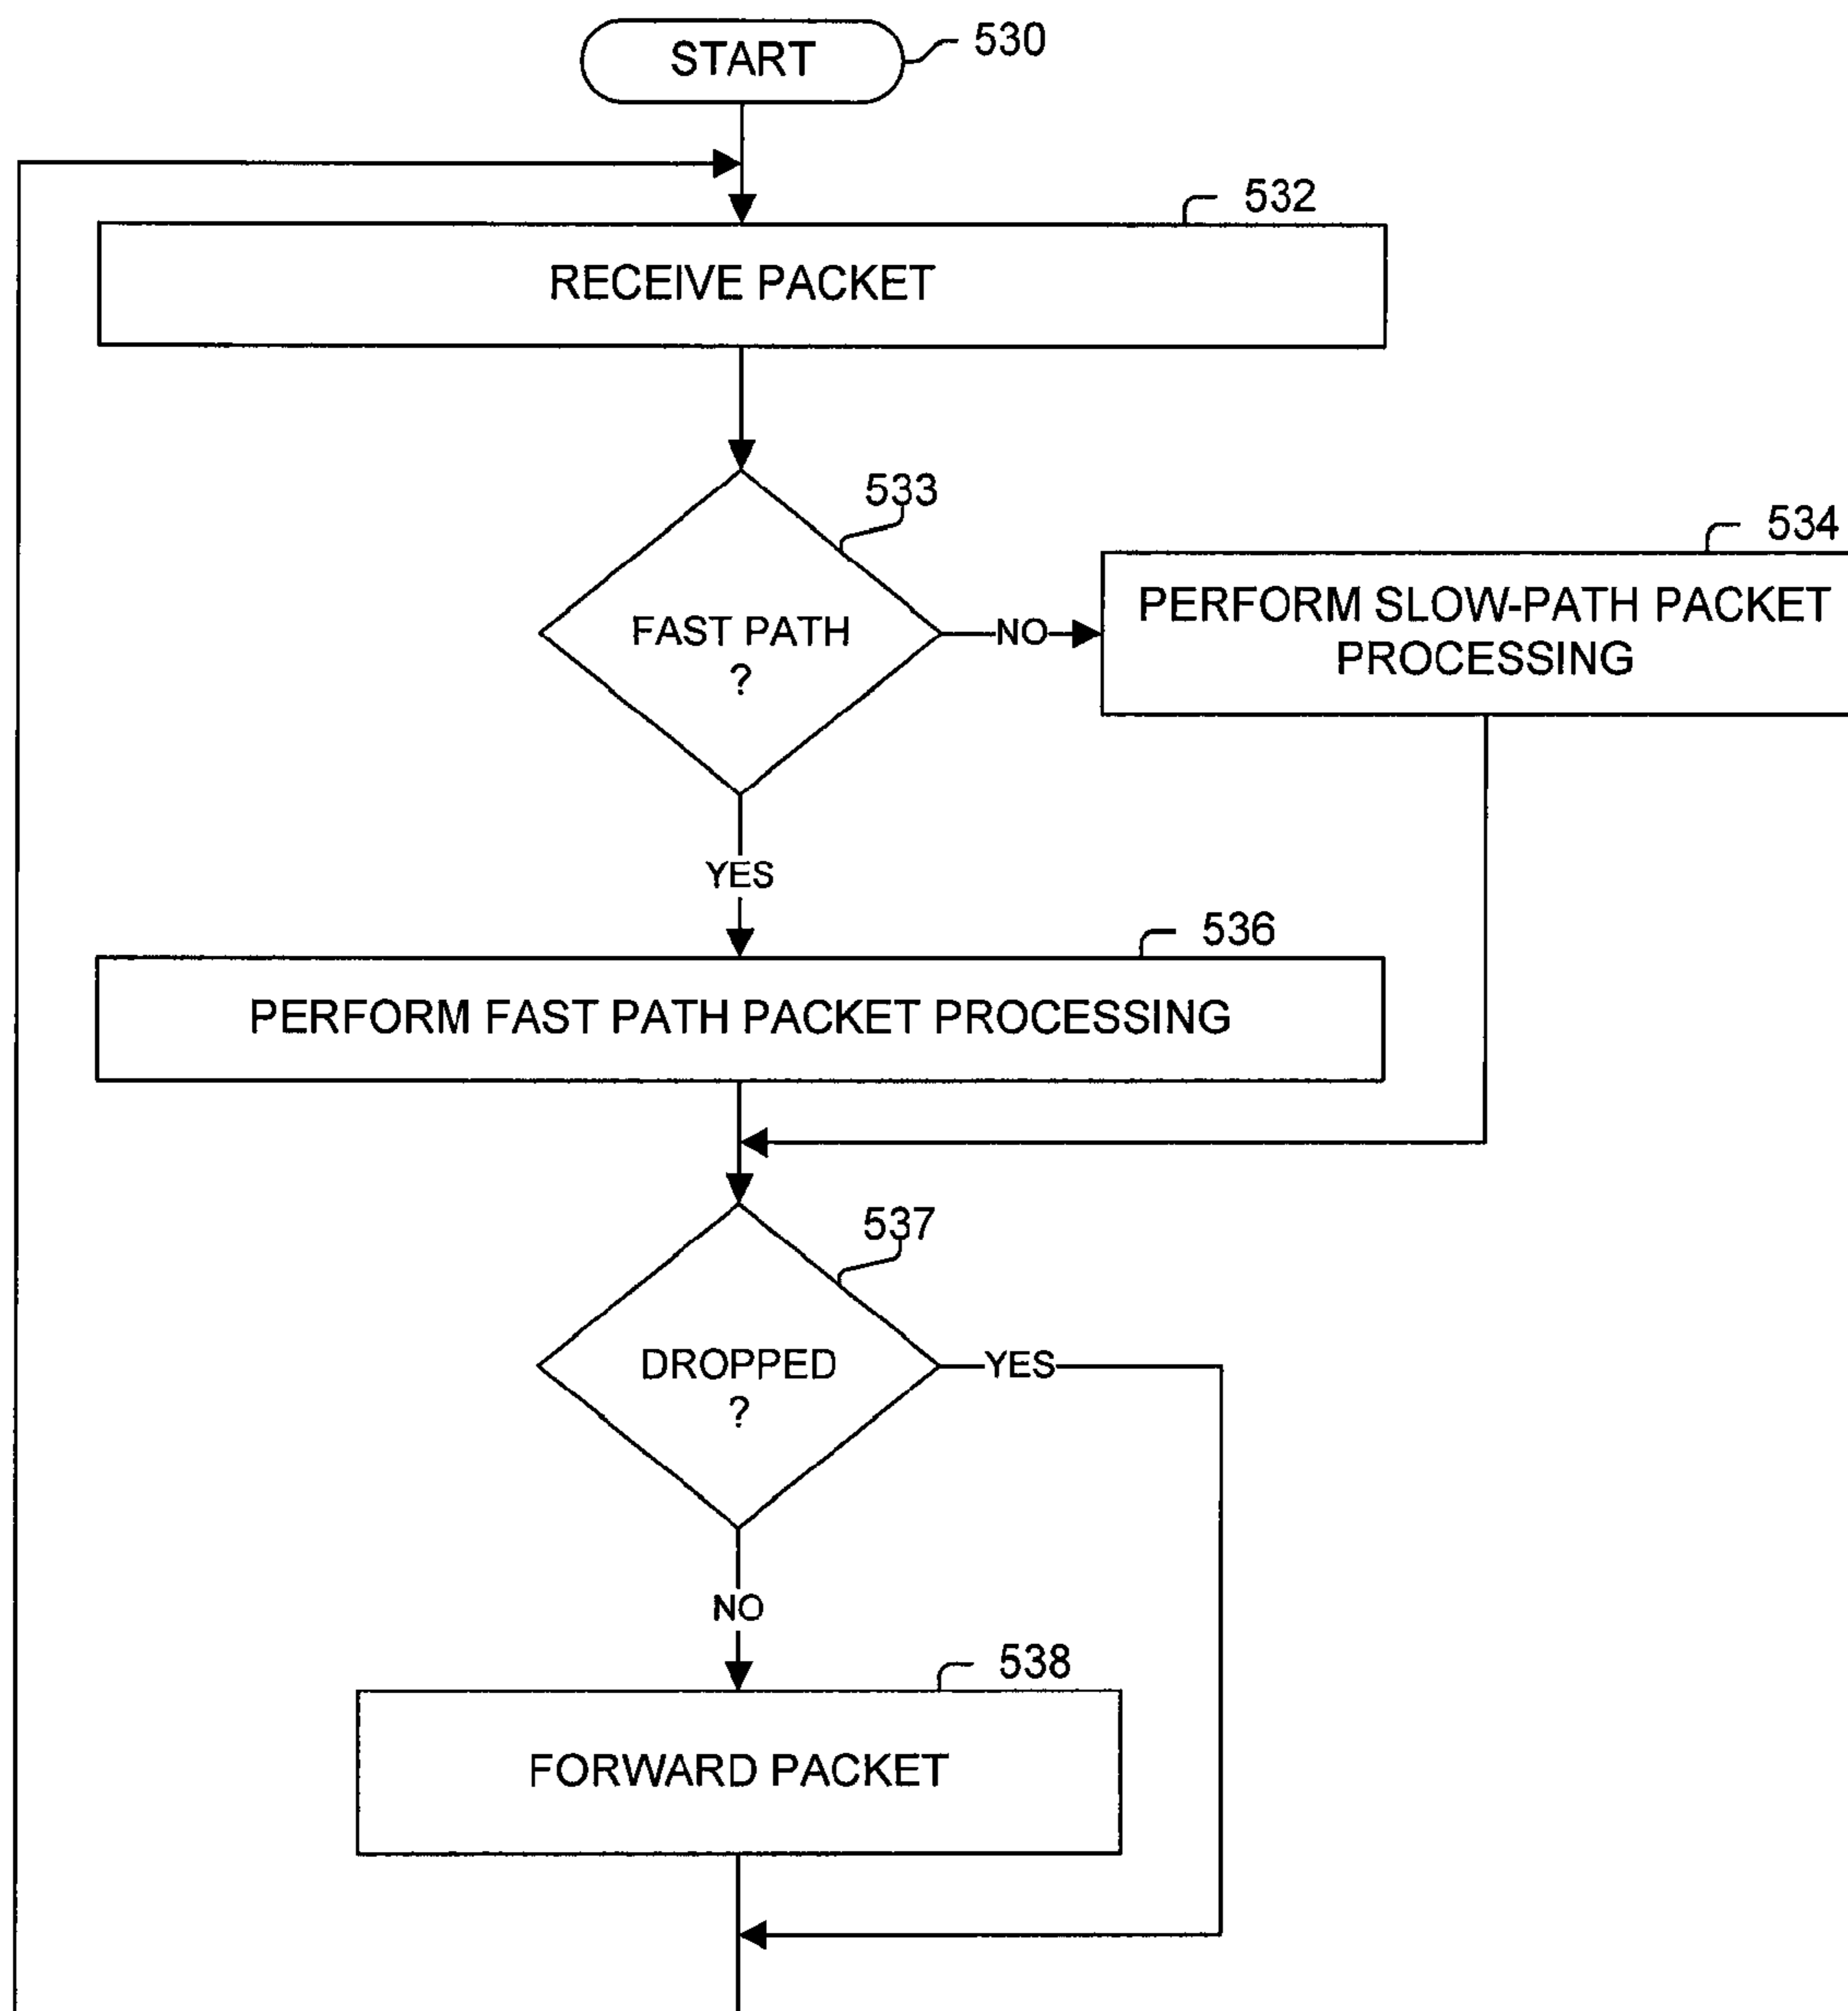 START
530
532
RECEIVE PACKET
533
534
FAST PATH
?
NO
PERFORM SLOW-PATH PACKET
PROCESSING
YES
536
PERFORM FAST PATH PACKET PROCESSING
537
DROPPED
?
YES
NO
538
FORWARD PACKET